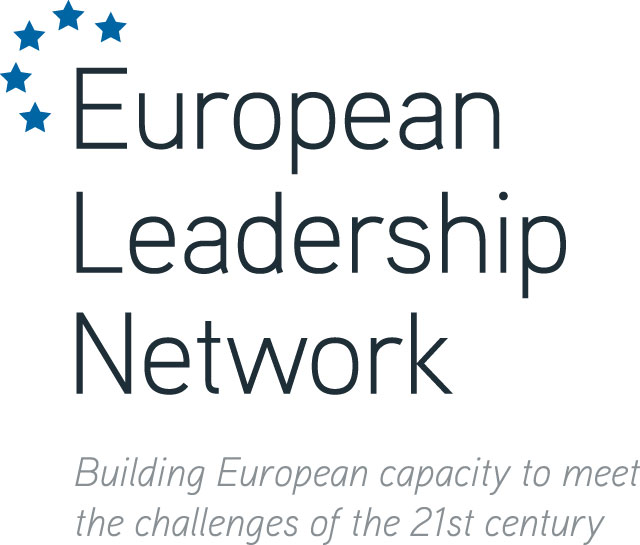 European
Leadership
Network
Building European capacity to meet
the challenges of the 21st century